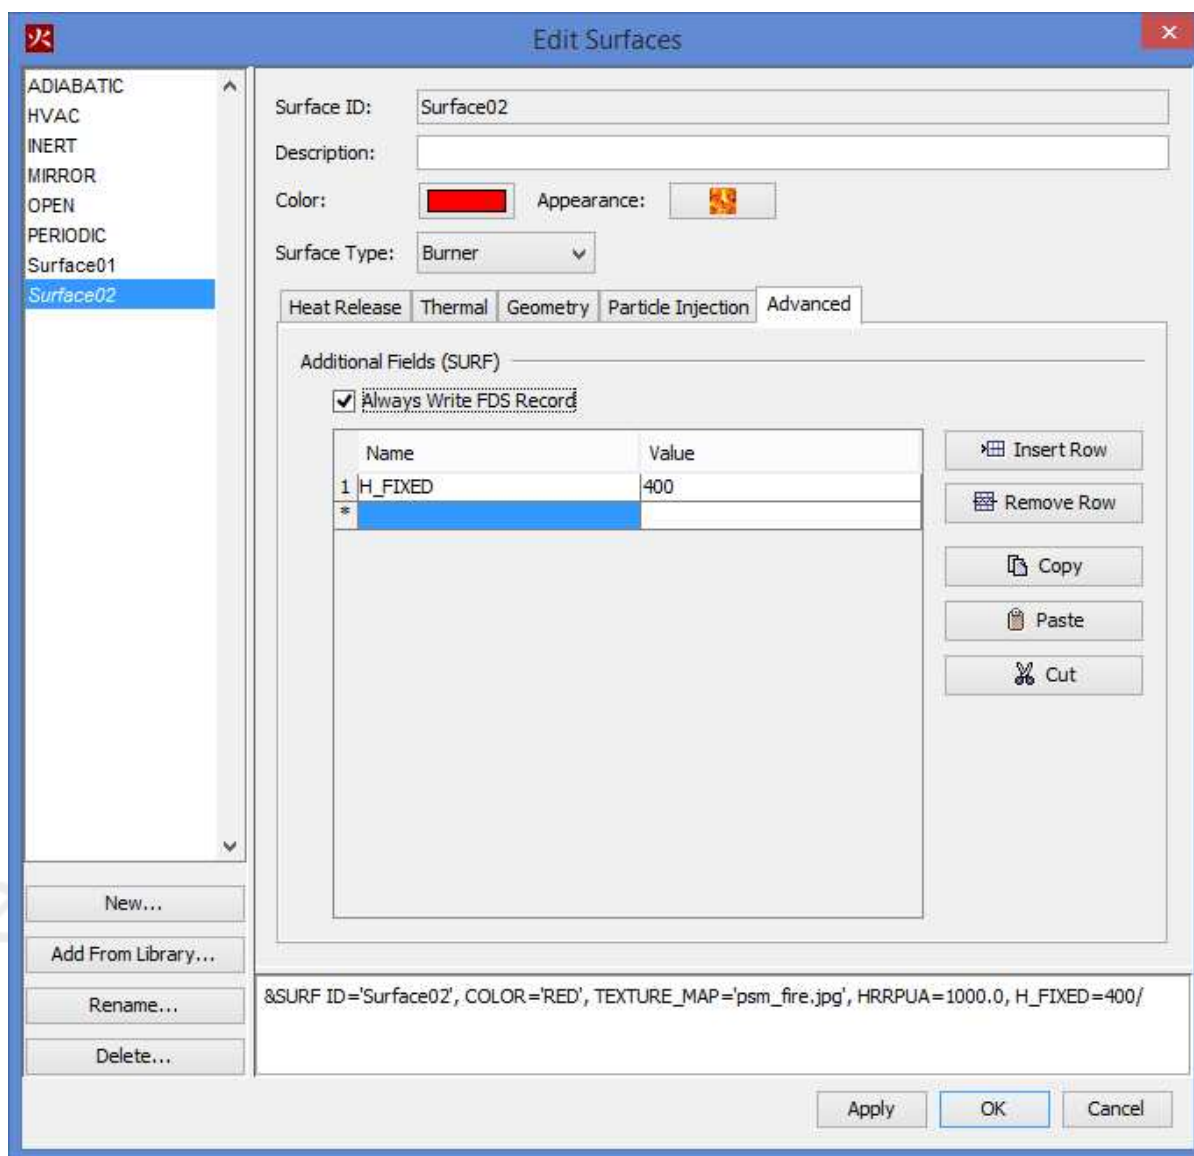 火
Edit Surfaces
×
ADIABATIC
HVAC
INERT
MIRROR
OPEN
PERIODIC
Surface01
Surface02
New...
Add From Library...
Rename...
Delete...
Surface ID: Surface02
Description:
Color: Appearance:
Surface Type: Burner
Heat Release Thermal Geometry Particle Injection Advanced
Additional Fields (SURF)
Always Write FDS Record
Name Value
1 H_FIXED 400
*
Insert Row
Remove Row
Copy
Paste
Cut
&SURF ID='Surface02', COLOR='RED', TEXTURE_MAP='psm_fire.jpg', HRRPUA=1000.0, H_FIXED=400/
Apply OK Cancel